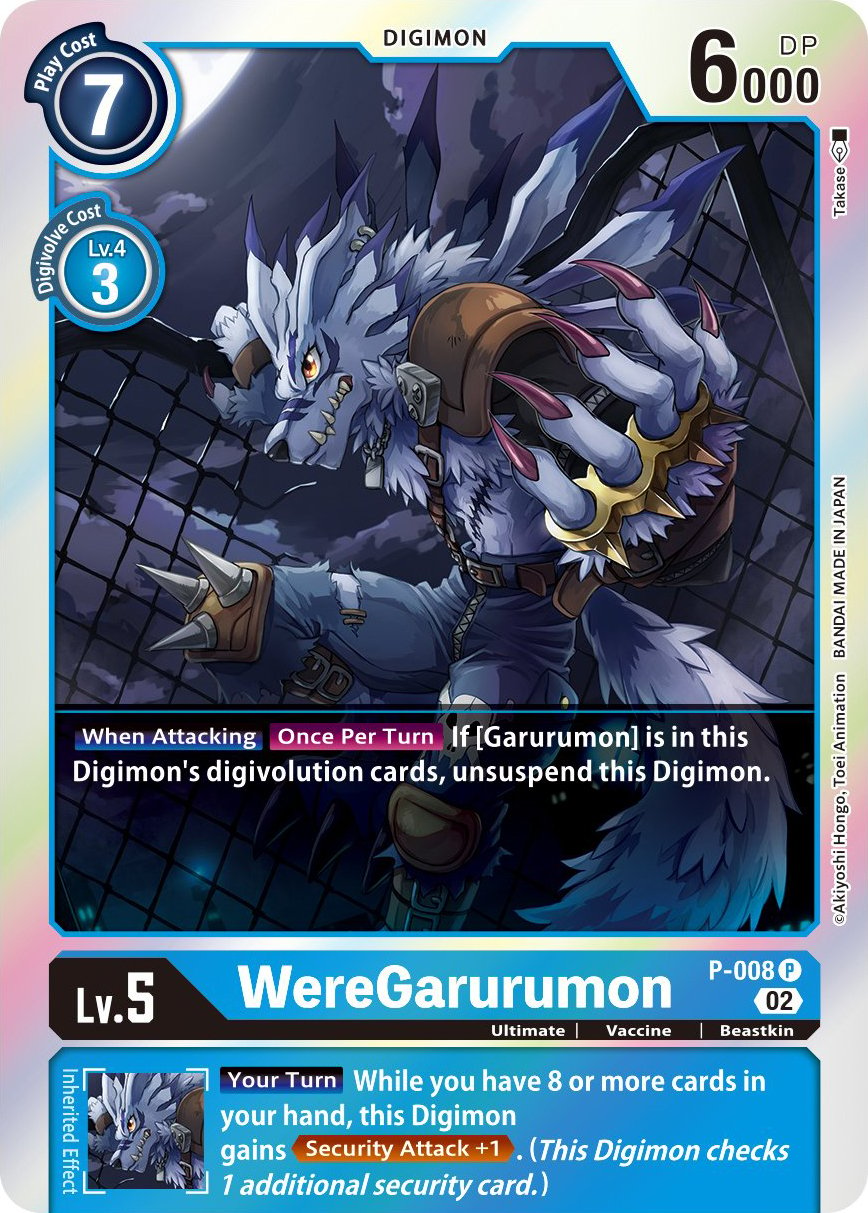 DIGIMON
Play Cost
7
DP
6000
Digivolve Cost
Lv.4
3
Takase
BANDAI MADE IN JAPAN
©Akiyoshi Hongo, Toei Animation
When Attacking Once Per Turn If [Garurumon] is in this
Digimon's digivolution cards, unsuspend this Digimon.
Lv.5
WereGarurumon
P-008 P
02
Ultimate | Vaccine | Beastkin
Inherited Effect
Your Turn While you have 8 or more cards in
your hand, this Digimon
gains Security Attack +1. (This Digimon checks
1 additional security card.)